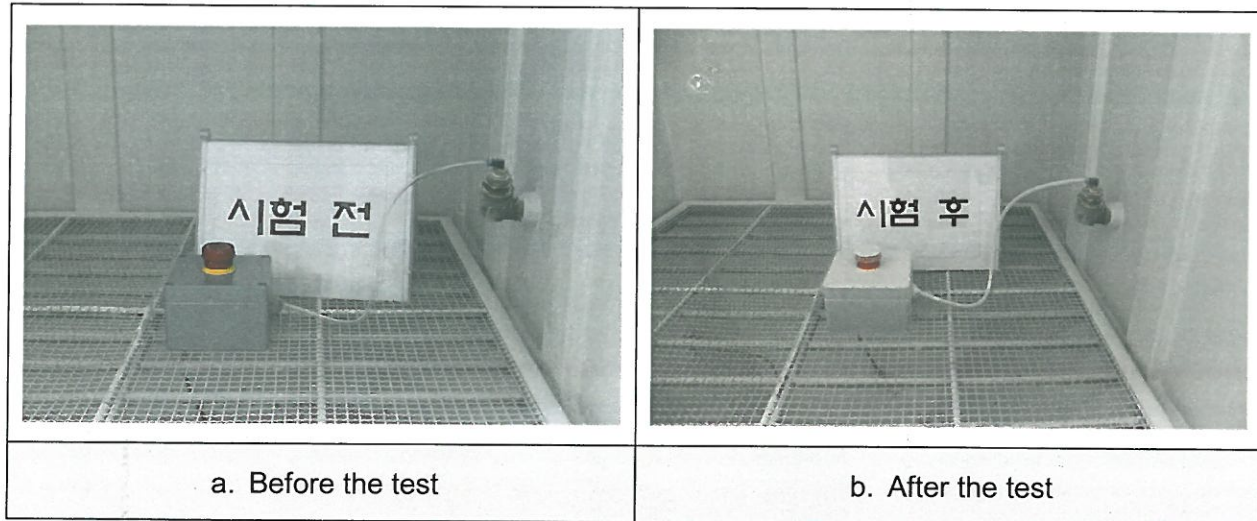 시험 전
시험 후
a. Before the test
b. After the test